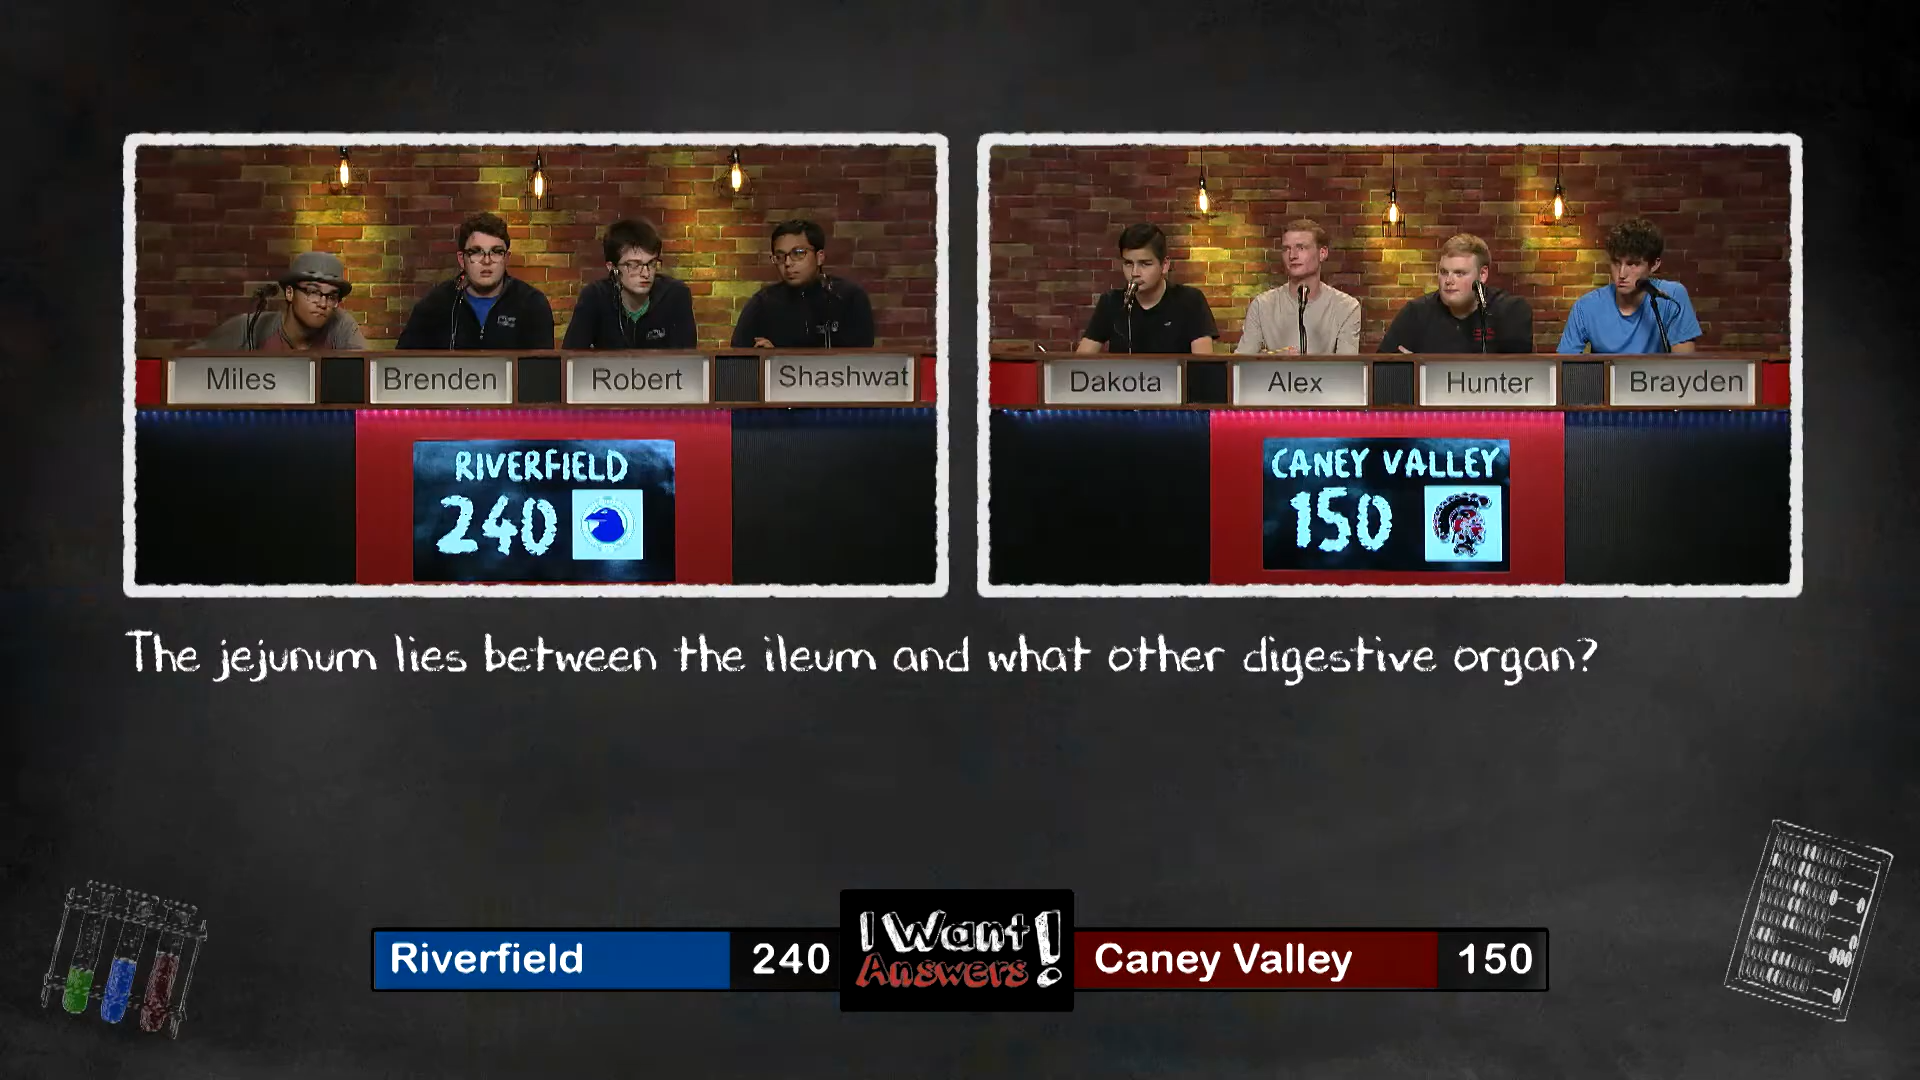 Miles
Brenden
Robert
Shashwat
RIVERFIELD
240
Dakota
Alex
Hunter
Brayden
CANEY VALLEY
150
The jejunum lies between the ileum and what other digestive organ?
Riverfield 240
I Want Answers!
Caney Valley 150